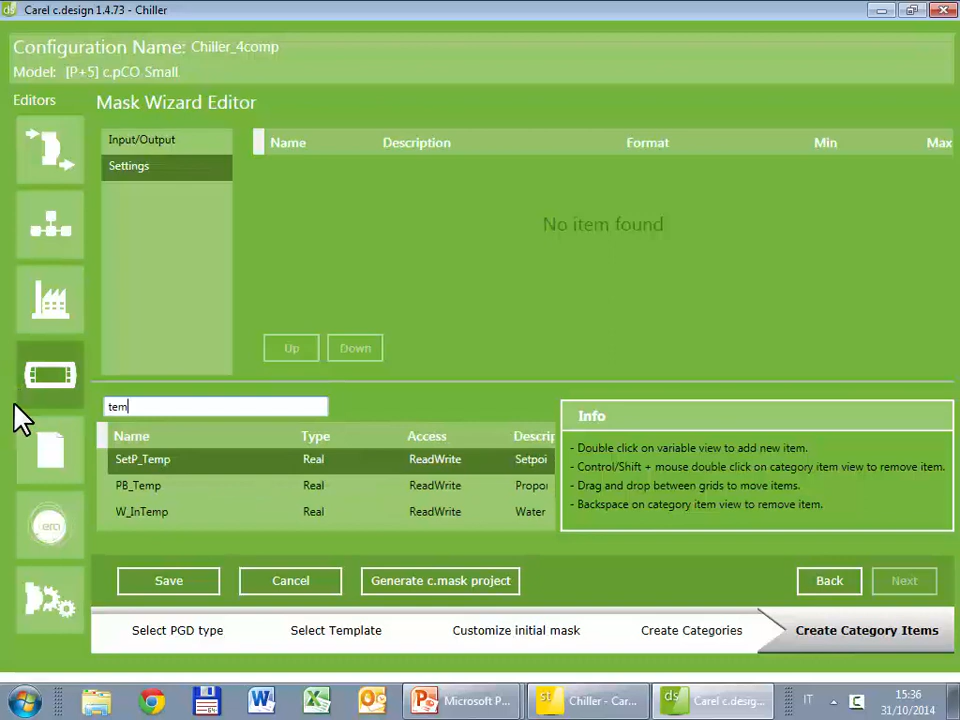 Carel c.design 1.4.73 - Chiller
Configuration Name: Chiller_4comp
Model: [P+5] c.pCO Small
Editors
Mask Wizard Editor
Input/Output
Settings
Name Description Format Min Max
No item found
Up Down
tem
Name Type Access Descrip
SetP_Temp Real ReadWrite Setpoi
PB_Temp Real ReadWrite Propor
W_InTemp Real ReadWrite Water
Info
- Double click on variable view to add new item.
- Control/Shift + mouse double click on category item view to remove item.
- Drag and drop between grids to move items.
- Backspace on category item view to remove item.
era
Save Cancel Generate c.mask project Back Next
Select PGD type Select Template Customize initial mask Create Categories Create Category Items
Microsoft P... Chiller - Car... Carel c.desig... IT 15:36
31/10/2014